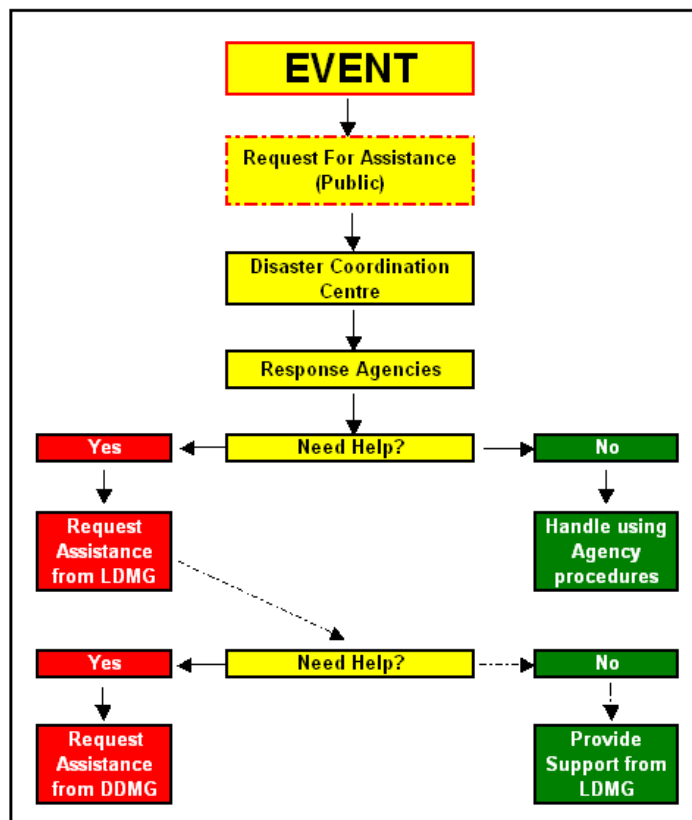 EVENT
Request For Assistance
(Public)
Disaster Coordination
Centre
Response Agencies
Yes
Need Help?
No
Request
Assistance
from LDMG
Handle using
Agency
procedures
Yes
Need Help?
No
Request
Assistance
from DDMG
Provide
Support from
LDMG